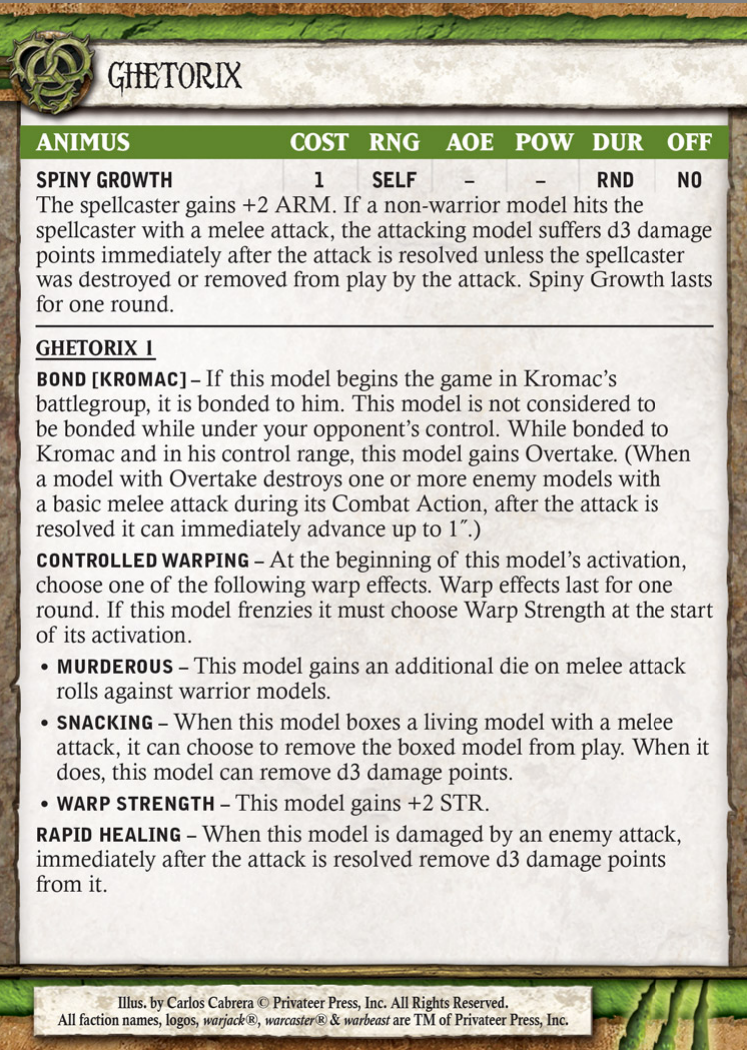 GHETORIX
ANIMUS COST RNG AOE POW DUR OFF
SPINY GROWTH 1 SELF – – RND NO
The spellcaster gains +2 ARM. If a non-warrior model hits the
spellcaster with a melee attack, the attacking model suffers d3 damage
points immediately after the attack is resolved unless the spellcaster
was destroyed or removed from play by the attack. Spiny Growth lasts
for one round.
GHETORIX 1
BOND [KROMAC] – If this model begins the game in Kromac's
battlegroup, it is bonded to him. This model is not considered to
be bonded while under your opponent's control. While bonded to
Kromac and in his control range, this model gains Overtake. (When
a model with Overtake destroys one or more enemy models with
a basic melee attack during its Combat Action, after the attack is
resolved it can immediately advance up to 1˝.)
CONTROLLED WARPING – At the beginning of this model's activation,
choose one of the following warp effects. Warp effects last for one
round. If this model frenzies it must choose Warp Strength at the start
of its activation.
• MURDEROUS – This model gains an additional die on melee attack
rolls against warrior models.
• SNACKING – When this model boxes a living model with a melee
attack, it can choose to remove the boxed model from play. When it
does, this model can remove d3 damage points.
• WARP STRENGTH – This model gains +2 STR.
RAPID HEALING – When this model is damaged by an enemy attack,
immediately after the attack is resolved remove d3 damage points
from it.
Illus. by Carlos Cabrera © Privateer Press, Inc. All Rights Reserved.
All faction names, logos, warjack®, warcaster® & warbeast are TM of Privateer Press, Inc.